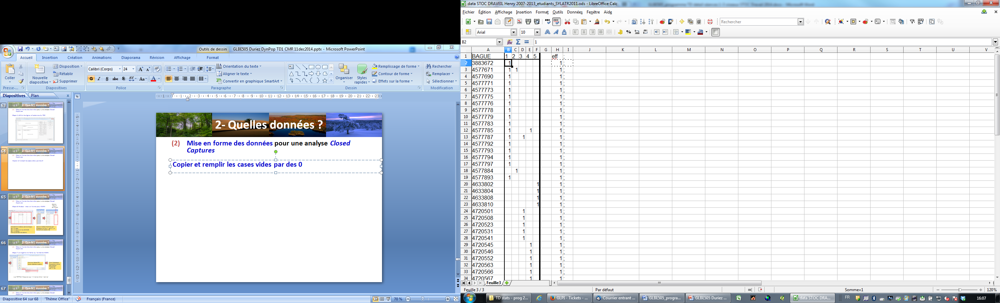 GLBE505 Duriez DynPop TD1 CMR 11dec2014.pptx - Microsoft PowerPoint
Outils de dessin
Accueil Insertion Création Animations Diaporama Révision Affichage Format
Coller
Presse-...
Nouvelle diapositive
Disposition
Rétablir
Supprimer
Diapositives
Calibri (Corps) 24
G I S abc S AV Aa A
Police
Orientation du texte
Aligner le texte
Convertir en graphique SmartArt
Paragraphe
Organiser
Styles rapides
Remplissage de forme
Contour de forme
Effets sur la forme
Dessin
Rechercher
Remplacer
Sélectionner
Modification
Diapositives Plan
63
64
65
66
67
2- Quelles données ?
(2) Mise en forme des données pour une analyse Closed
Captures
Copier et remplir les cases vides par des 0
Diapositive 64 sur 68 "Thème Office" Français (France) 70 %
data STOC DRAVEIL Henry 2007-2013_etudiants_SYLATR2011.ods - LibreOffice Calc
Fichier Édition Affichage Insertion Format Outils Données Fenêtre Aide
Rechercher
Arial 10
B2 1
A B C D E F G H I J K L M N O P Q R S T U V
1 BAGUE 1 2 3 4 5 eff ;
2 3883672 1 1 ;
3 4577671 1 1 1 ;
4 4577690 1 1 ;
5 4577771 1 1 ;
6 4577773 1 1 ;
7 4577775 1 1 ;
8 4577776 1 1 ;
9 4577778 1 1 ;
10 4577779 1 1 ;
11 4577783 1 1 ;
12 4577785 1 1 1 ;
13 4577787 1 1 1 ;
14 4577792 1 1 ;
15 4577793 1 1 ;
16 4577794 1 1 ;
17 4577797 1 1 ;
18 4577884 1 1 ;
19 4577893 1 1 ;
20 4633802 1 1 ;
21 4633804 1 1 ;
22 4633808 1 1 ;
23 4633810 1 1 ;
24 4720501 1 1 ;
25 4720508 1 1 ;
26 4720523 1 1 ;
27 4720531 1 1 ;
28 4720541 1 1 ;
29 4720545 1 1 ;
30 4720546 1 1 ;
31 4720552 1 1 ;
32 4720563 1 1 ;
33 4720566 1 1 ;
34 4720567 1 1 ;
Feuille3
Feuille 3 / 3 Par défaut Somme=1 120%
TD stats - prog 2... GLPI - Tickets - ... Courrier entrant ... GLBE505_progra... GLBE505 Duriez ... data STOC DRA... FR 16:07